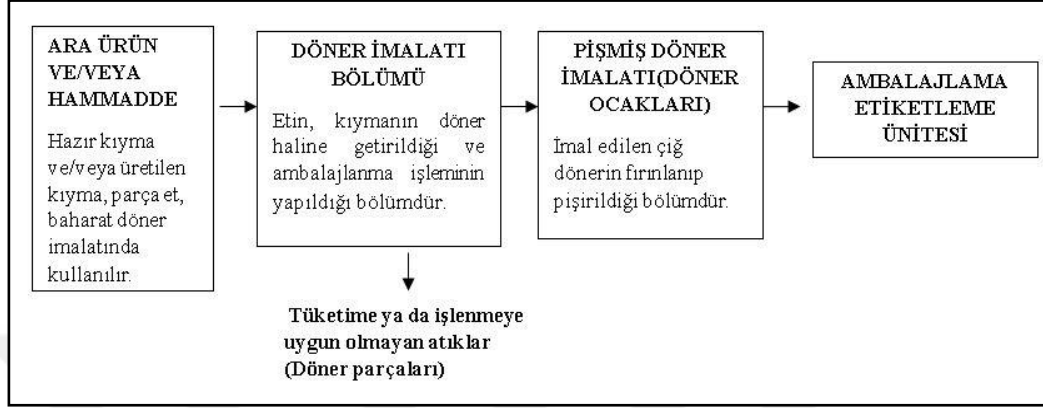 ARA ÜRÜN
VE/VEYA
HAMMADDE
Hazır kıyma
ve/veya üretilen
kıyma, parça et,
baharat döner
imalatında
kullanılır.
DÖNER İMALATI
BÖLÜMÜ
Etin, kıymanın döner
haline getirildiği ve
ambalajlanma işleminin
yapıldığı bölümdür.
PİŞMİŞ DÖNER
İMALATI(DÖNER
OCAKLARI)
İmal edilen çiğ
dönerin fırınlanıp
pişirildiği bölümdür.
AMBALAJLAMA
ETİKETLEME
ÜNİTESİ
Tüketime ya da işlenmeye
uygun olmayan atıklar
(Döner parçaları)